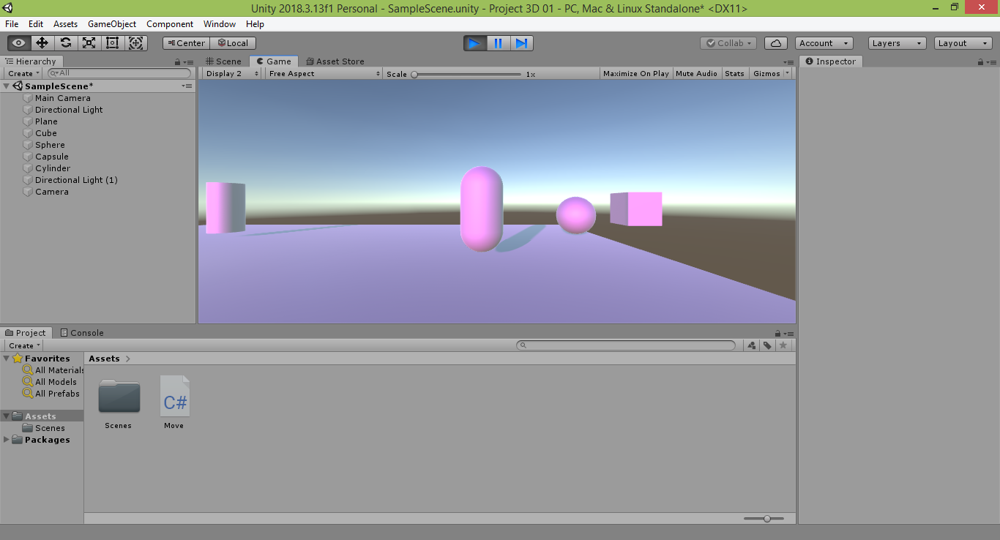 Unity 2018.3.13f1 Personal - SampleScene.unity - Project 3D 01 - PC, Mac & Linux Standalone* <DX11>
File Edit Assets GameObject Component Window Help
Center Local Collab Account Layers Layout
Hierarchy
Create All
SampleScene*
Main Camera
Directional Light
Plane
Cube
Sphere
Capsule
Cylinder
Directional Light (1)
Camera
Scene Game Asset Store
Display 2 Free Aspect Scale 1x Maximize On Play Mute Audio Stats Gizmos
Inspector
Project Console
Create
Favorites
All Materials
All Models
All Prefabs
Assets
Scenes
Packages
Assets
C#
Scenes Move